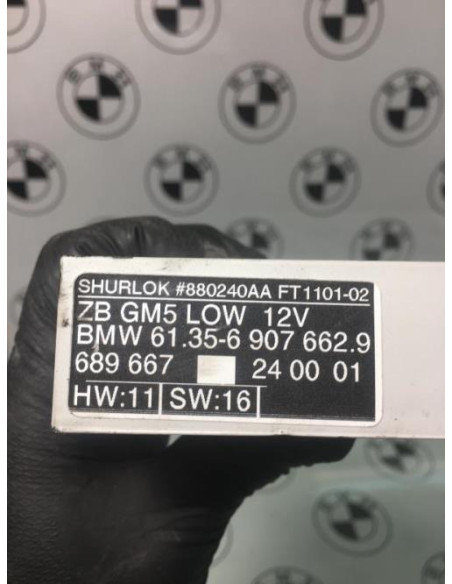 SHURLOK #880240AA FT1101-02
ZB GM5 LOW 12V
BMW 61.35-6 907 662.9
689 667 24 00 01
HW:11 SW:16